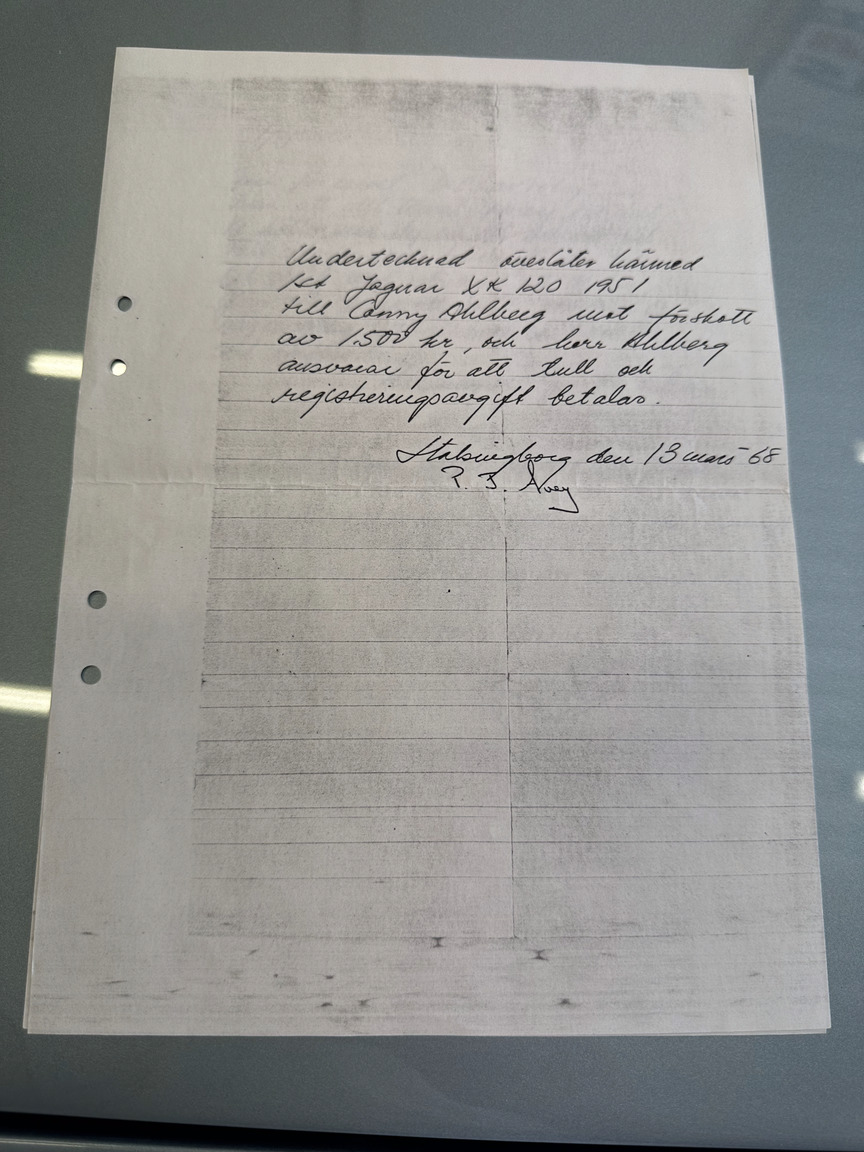 Undertecknad överlåter härmed
1st Jaguar XK 120 1951
till Conny Ahlberg mot förskott
av 1.500 kr, och herr Ahlberg
ansvarar för att tull och
registreringsavgift betalas.
Hälsingborg den 13 mars 68
P. F.